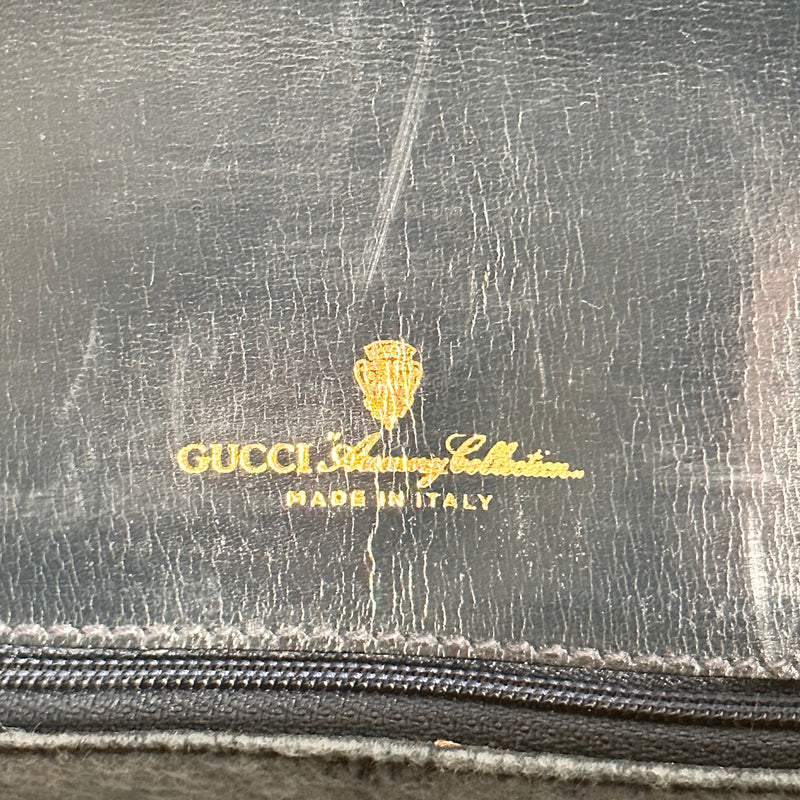 GUCCI "Accessory Collection"
MADE IN ITALY